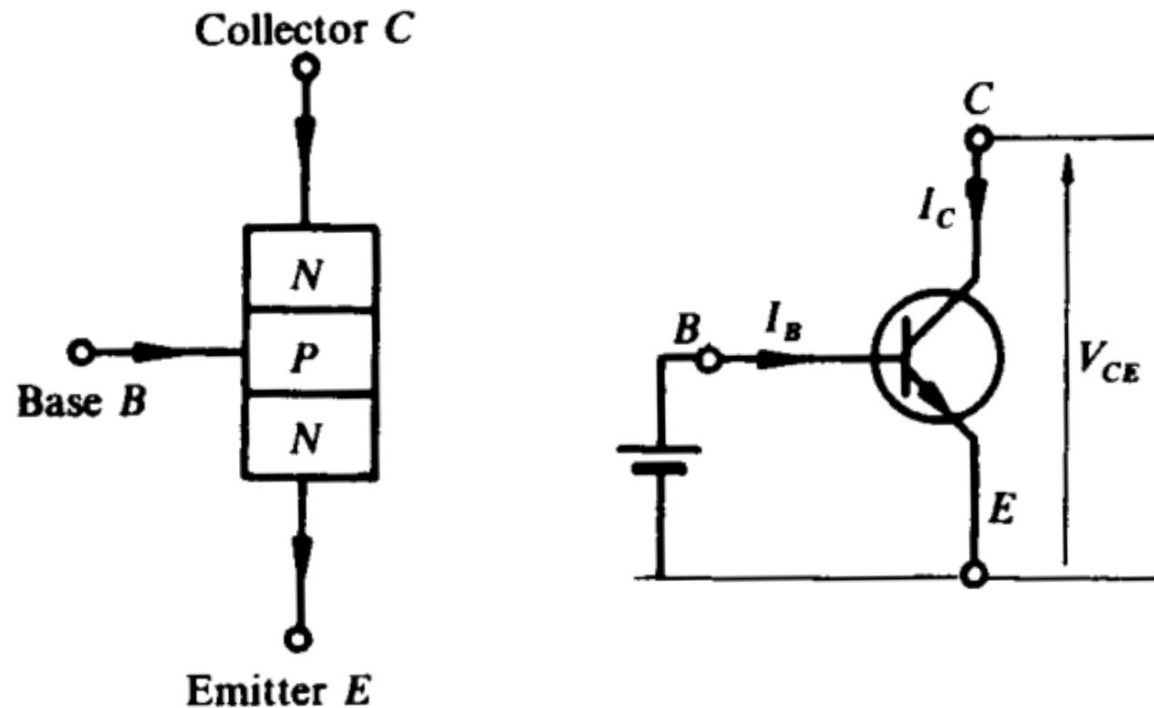 Collector C
N
P
N
Base B
Emitter E
C
I_C
B
I_B
V_CE
E